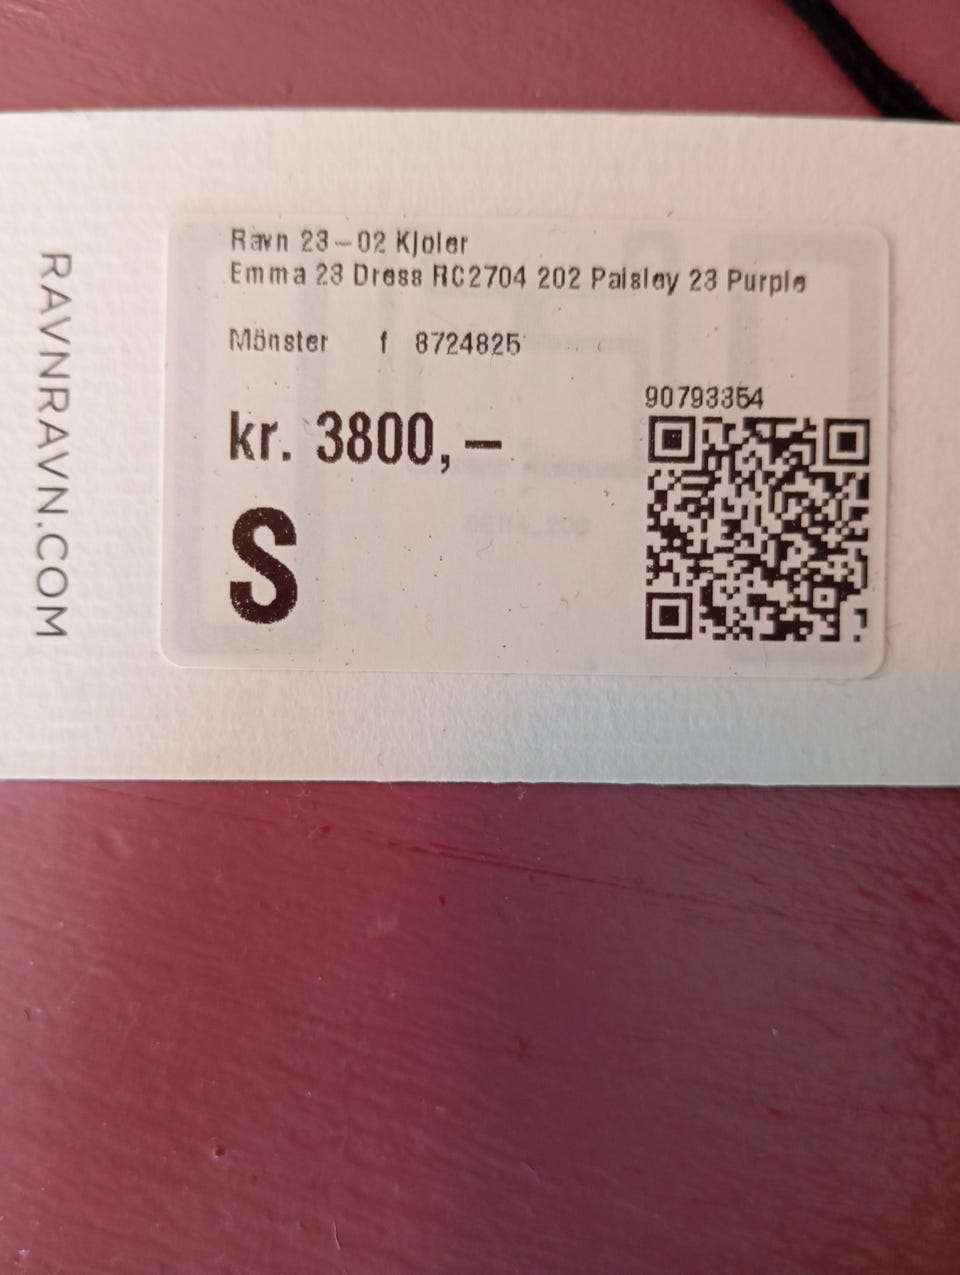 RAVNRAVN.COM
Ravn 23-02 Kjoler
Emma 23 Dress RC2704 202 Paisley 23 Purple
Mönster f 8724825
90793354
kr. 3800,-
S